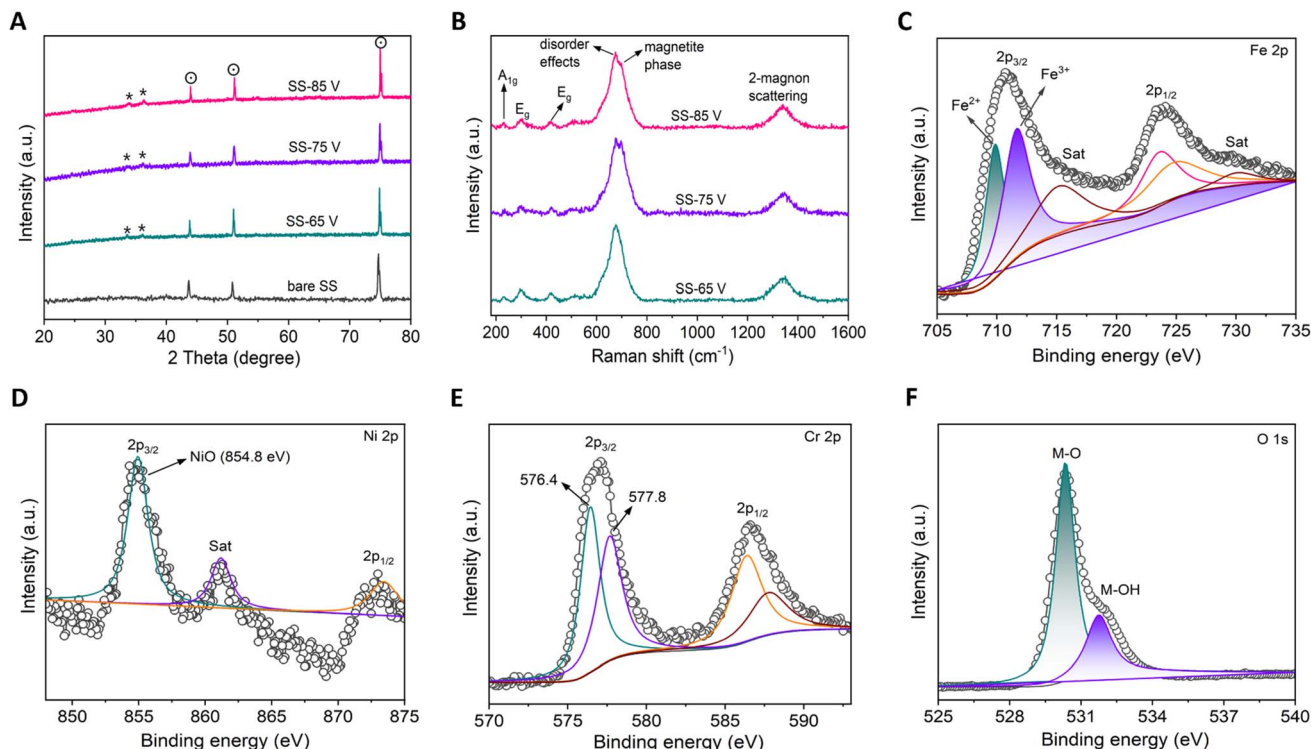 A
Intensity (a.u.)
SS-85 V
* *
SS-75 V
* *
SS-65 V
* *
bare SS
20 30 40 50 60 70 80
2 Theta (degree)
B
Intensity (a.u.)
disorder
effects
magnetite
phase
A1g
Eg
Eg
2-magnon
scattering
SS-85 V
SS-75 V
SS-65 V
200 400 600 800 1000 1200 1400 1600
Raman shift (cm-1)
C
Fe 2p
Intensity (a.u.)
2p3/2
Fe2+
Fe3+
Sat
2p1/2
Sat
705 710 715 720 725 730 735
Binding energy (eV)
D
Ni 2p
Intensity (a.u.)
2p3/2
NiO (854.8 eV)
Sat
2p1/2
850 855 860 865 870 875
Binding energy (eV)
E
Cr 2p
Intensity (a.u.)
2p3/2
576.4
577.8
2p1/2
570 575 580 585 590
Binding energy (eV)
F
O 1s
Intensity (a.u.)
M-O
M-OH
525 528 531 534 537 540
Binding energy (eV)